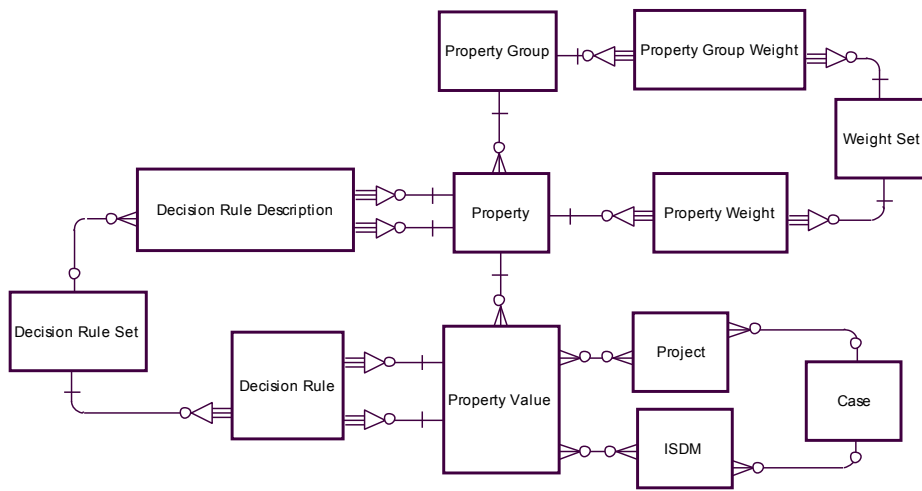 Property Group
Property Group Weight
Weight Set
Decision Rule Description
Property
Property Weight
Decision Rule Set
Decision Rule
Property Value
Project
Case
ISDM